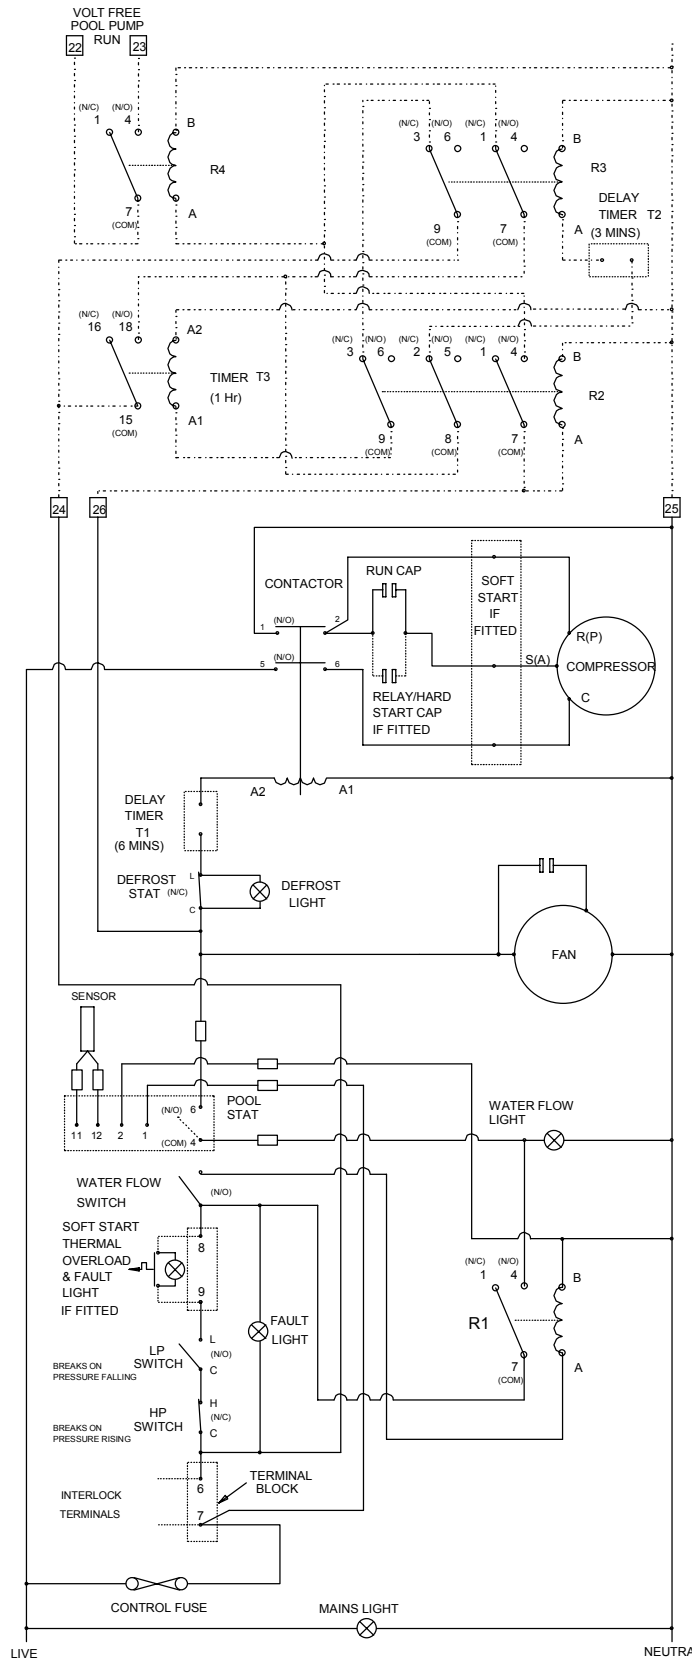 VOLT FREE
POOL PUMP
RUN
22
23
(N/C) (N/O)
1 4
B
R4
A
7
(COM)
(N/C) (N/O) (N/C) (N/O)
3 6 1 4
B
R3
DELAY
TIMER T2
(3 MINS)
A
9 7
(COM) (COM)
(N/C) (N/O)
16 18
A2
TIMER T3
(1 Hr)
15
(COM)
A1
(N/C) (N/O) (N/C) (N/O) (N/C) (N/O)
3 6 2 5 1 4
B
R2
A
9 8 7
(COM) (COM) (COM)
24
26
25
CONTACTOR
RUN CAP
SOFT
START
IF
FITTED
1 (N/O) 2
5 (N/O) 6
R(P)
S(A)
COMPRESSOR
C
RELAY/HARD
START CAP
IF FITTED
A2 A1
DELAY
TIMER
T1
(6 MINS)
DEFROST
STAT (N/C)
L
C
DEFROST
LIGHT
FAN
SENSOR
POOL
STAT
(N/O) 6
11 12 2 1
(COM) 4
WATER FLOW
LIGHT
WATER FLOW
SWITCH
(N/O)
SOFT START
THERMAL
OVERLOAD
& FAULT
LIGHT
IF FITTED
8
9
FAULT
LIGHT
(N/C) (N/O)
1 4
B
R1
A
7
(COM)
LP
SWITCH
L
(N/O)
C
BREAKS ON
PRESSURE FALLING
HP
SWITCH
H
(N/C)
C
BREAKS ON
PRESSURE RISING
TERMINAL
BLOCK
6
7
INTERLOCK
TERMINALS
CONTROL FUSE
MAINS LIGHT
LIVE
NEUTRA